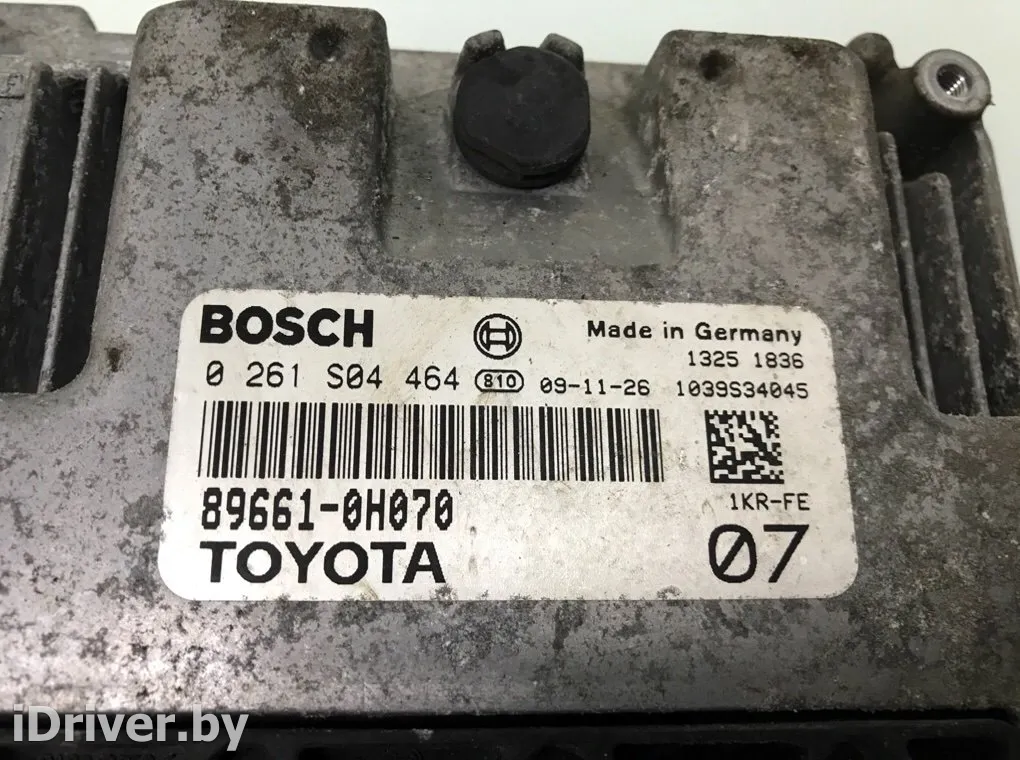 BOSCH
Made in Germany
1325 1836
0 261 S04 464 810 09-11-26 1039S34045
89661-0H070
1KR-FE
TOYOTA
07
iDriver.by